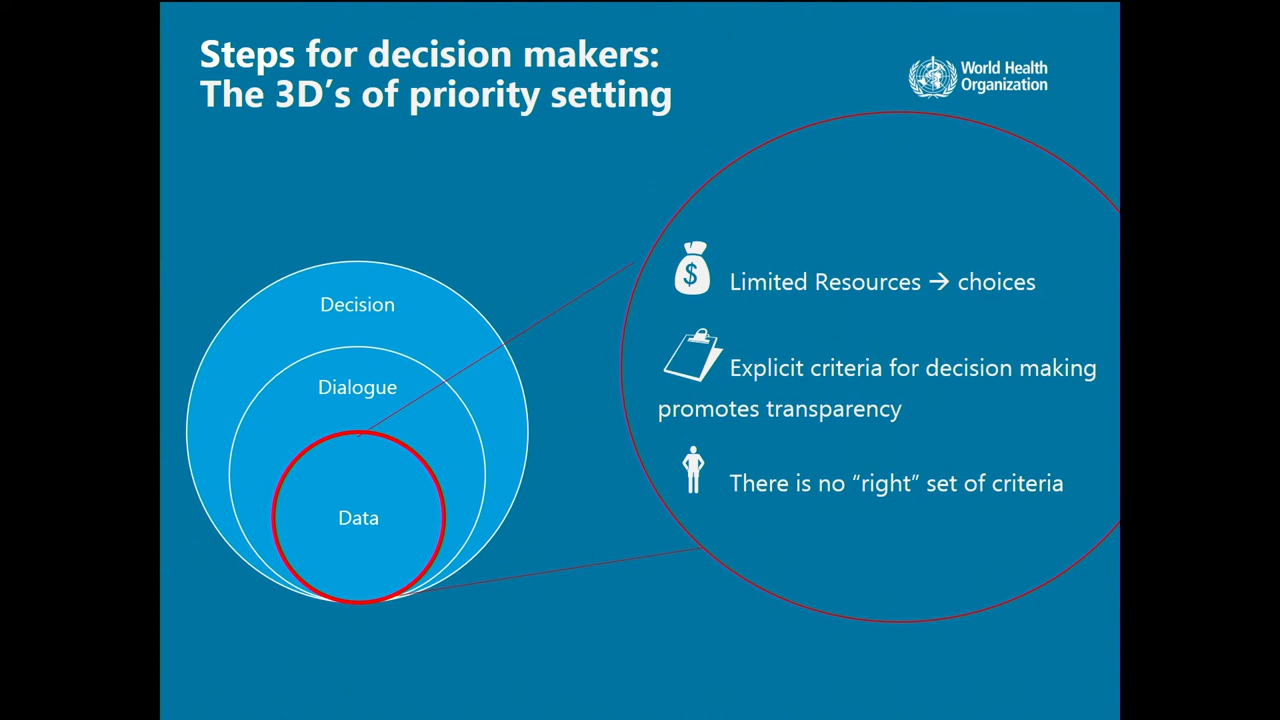 Steps for decision makers:
The 3D’s of priority setting
World Health
Organization
Decision
Dialogue
Data
$
Limited Resources → choices
Explicit criteria for decision making
promotes transparency
There is no “right” set of criteria